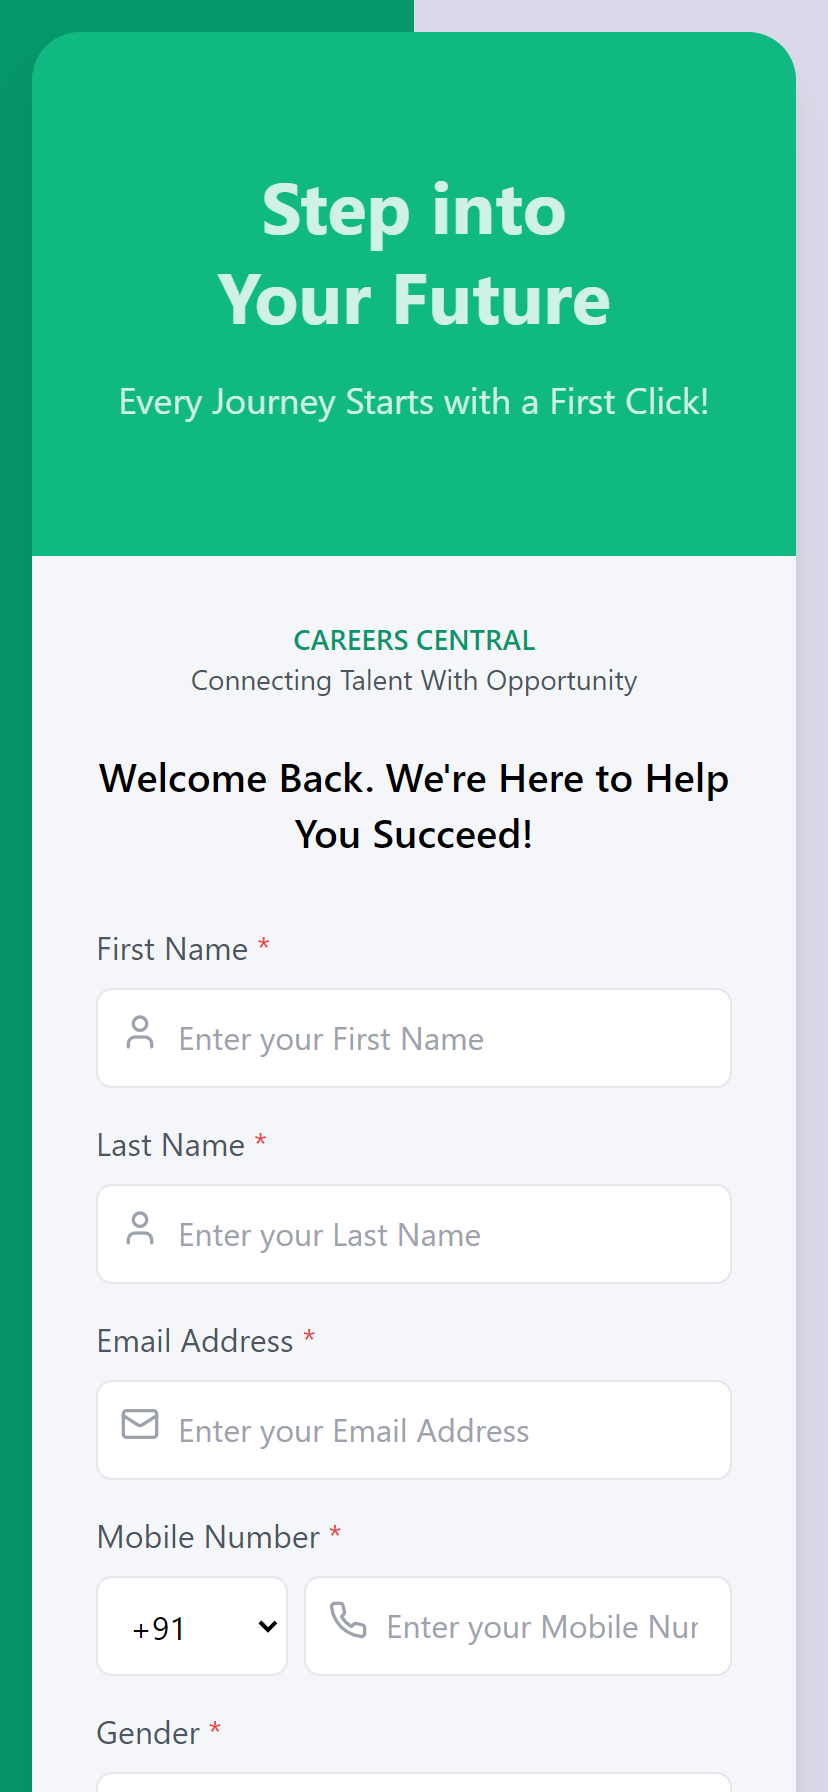 Step into
Your Future
Every Journey Starts with a First Click!
CAREERS CENTRAL
Connecting Talent With Opportunity
Welcome Back. We're Here to Help
You Succeed!
First Name *
Enter your First Name
Last Name *
Enter your Last Name
Email Address *
Enter your Email Address
Mobile Number *
+91
Enter your Mobile Nur
Gender *